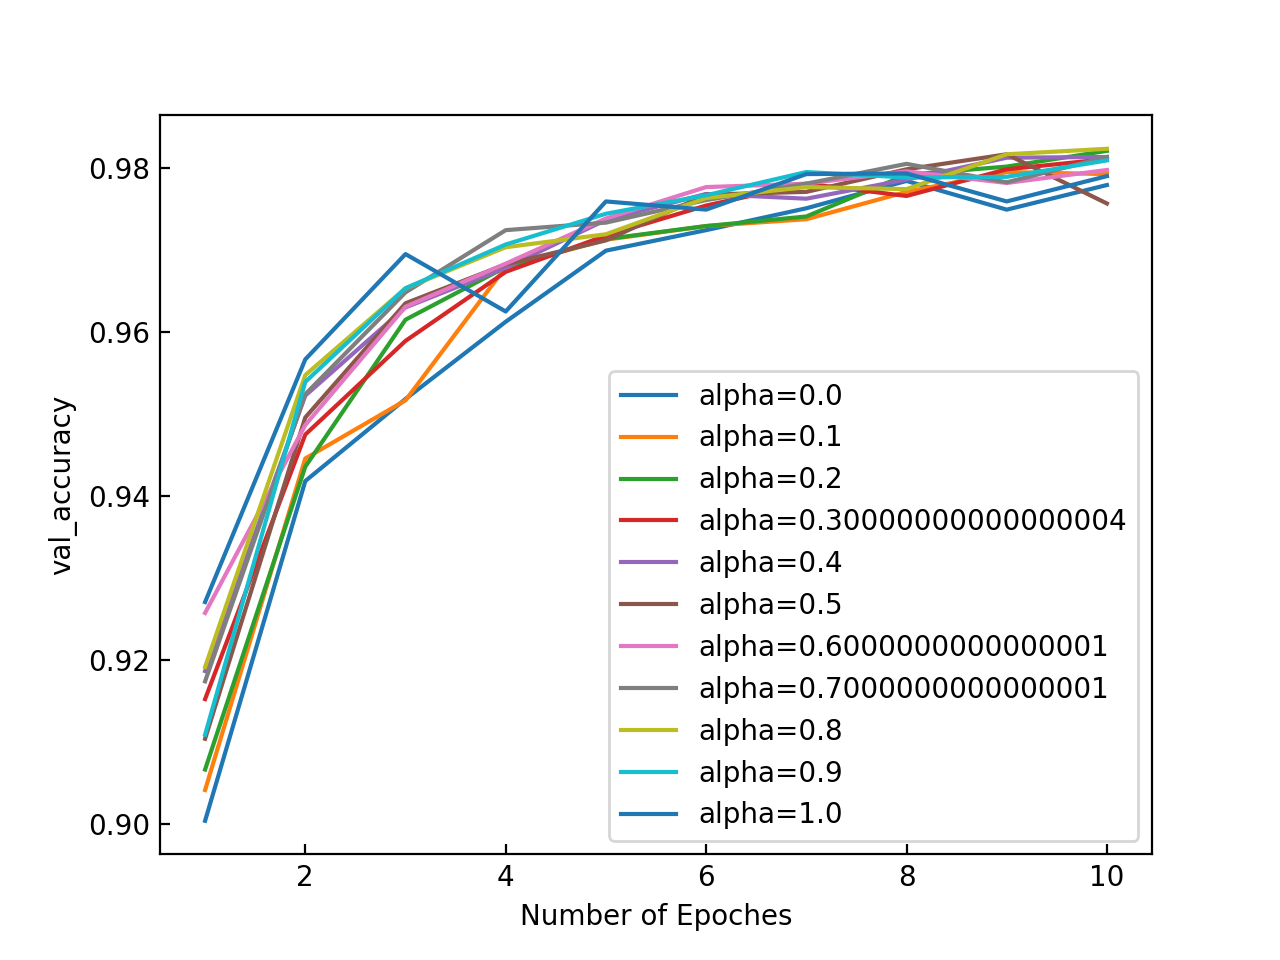 0.98
0.96
0.94
0.92
0.90
val_accuracy
alpha=0.0
alpha=0.1
alpha=0.2
alpha=0.30000000000000004
alpha=0.4
alpha=0.5
alpha=0.6000000000000001
alpha=0.7000000000000001
alpha=0.8
alpha=0.9
alpha=1.0
2 4 6 8 10
Number of Epoches